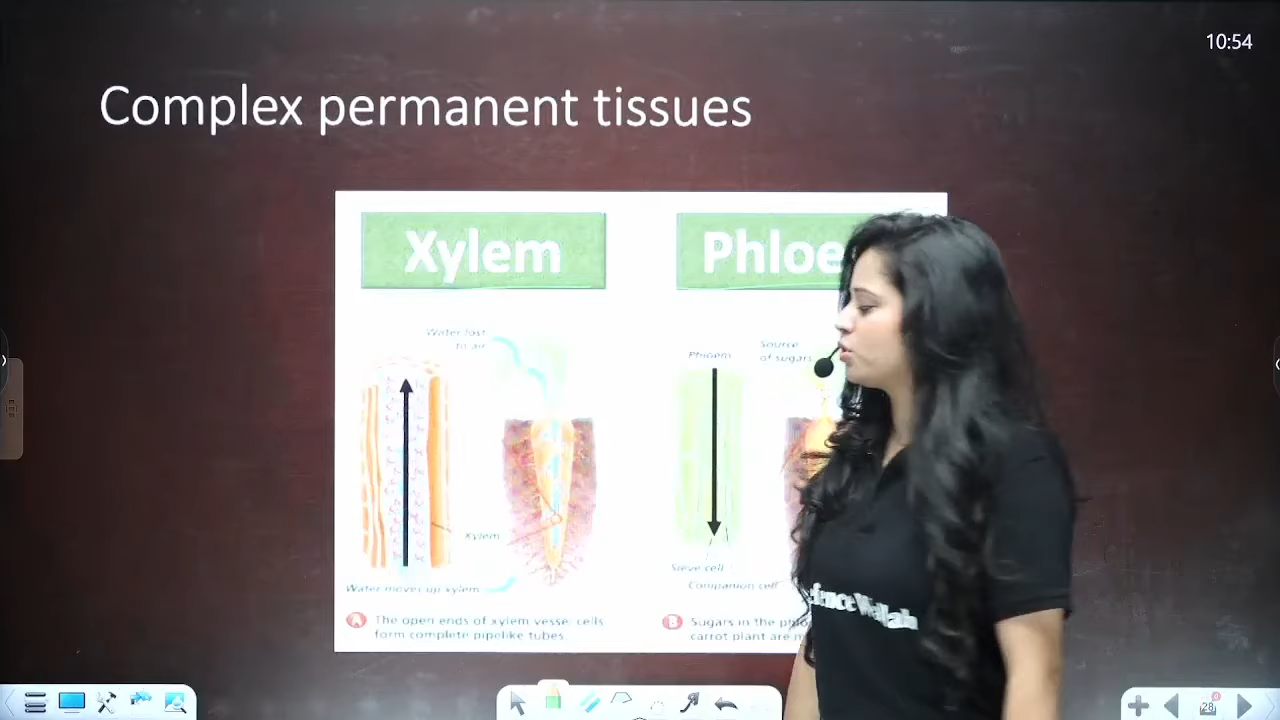 10:54
Complex permanent tissues
Xylem
Phloe
Water lost
to air
Phloem
Source
of sugars
Xylem
Sieve cell
Companion cell
Water moves up xylem
A The open ends of xylem vessel cells
form complete pipelike tubes.
B Sugars in the
carrot plant are
efenceWallah
28